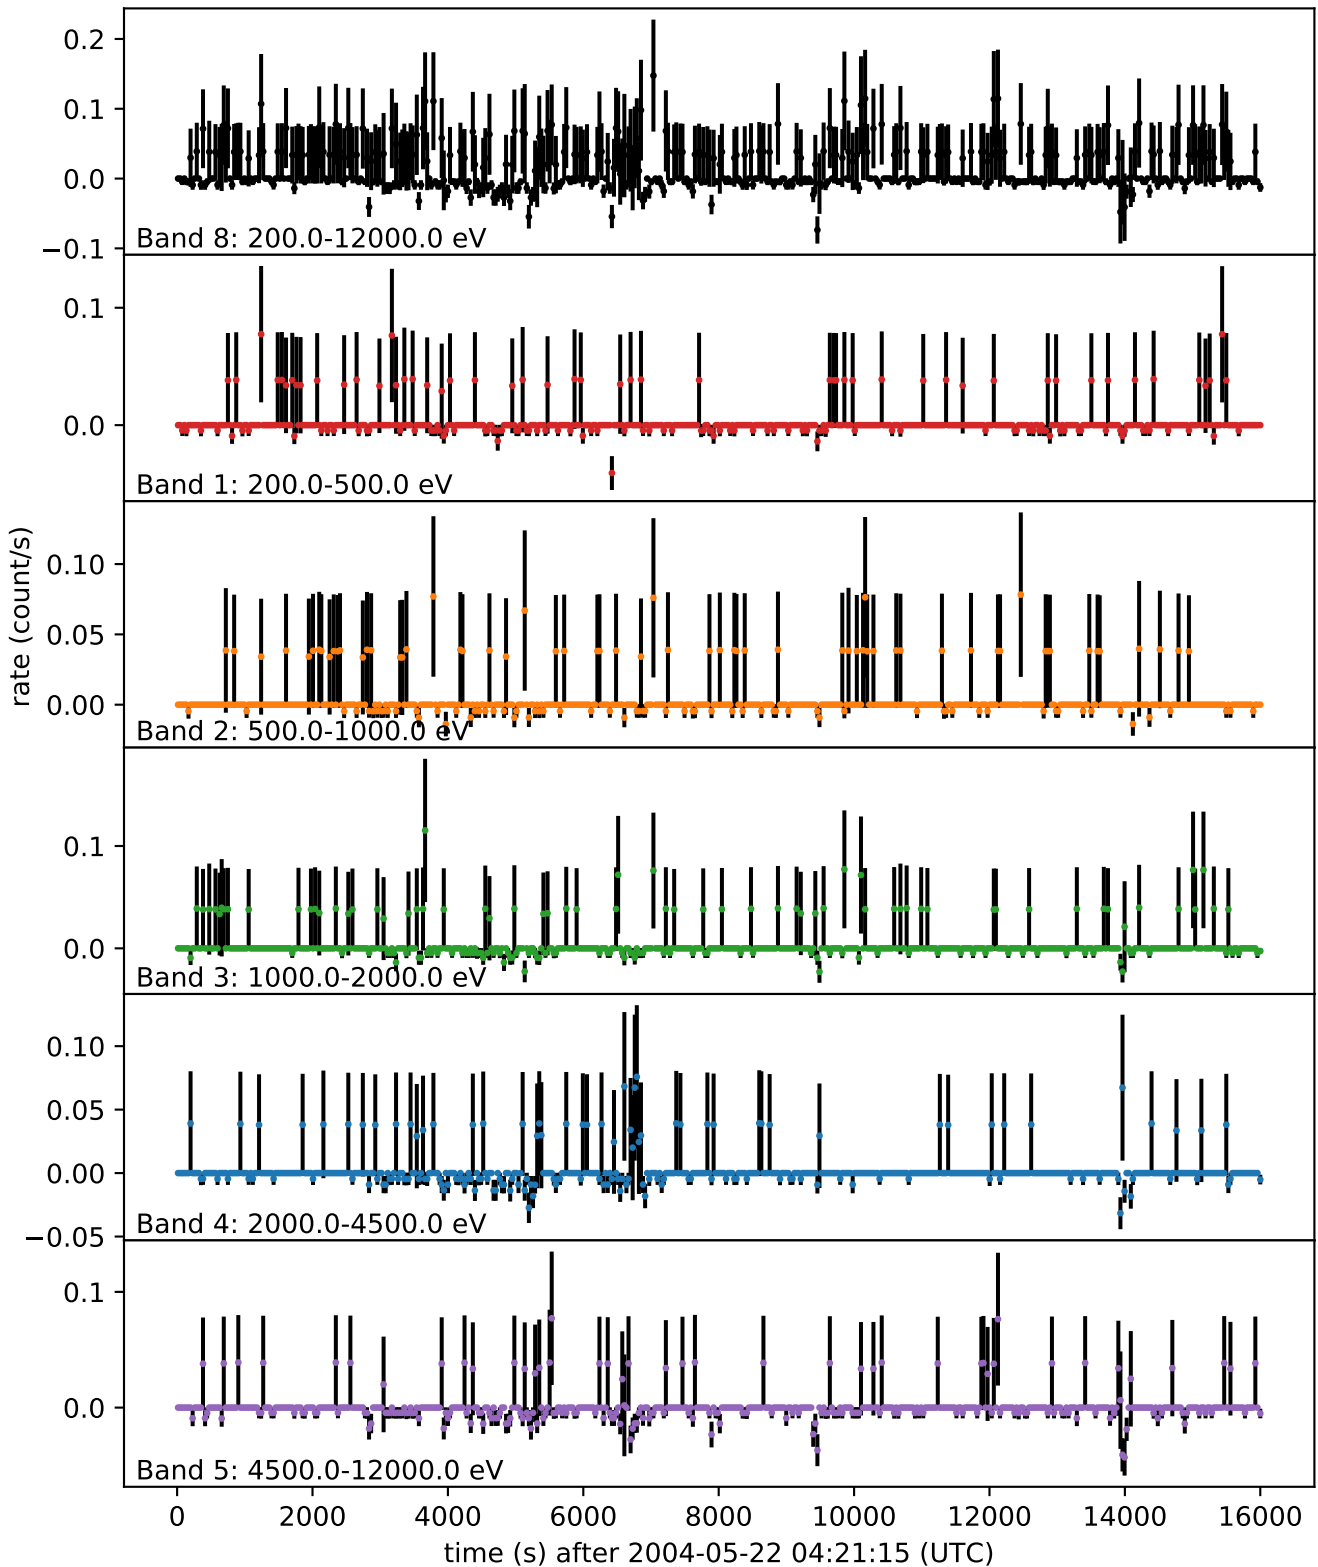 0.2
0.1
0.0
−0.1
Band 8: 200.0-12000.0 eV
0.1
0.0
Band 1: 200.0-500.0 eV
rate (count/s)
0.10
0.05
0.00
Band 2: 500.0-1000.0 eV
0.1
0.0
Band 3: 1000.0-2000.0 eV
0.10
0.05
0.00
−0.05
Band 4: 2000.0-4500.0 eV
0.1
0.0
Band 5: 4500.0-12000.0 eV
0 2000 4000 6000 8000 10000 12000 14000 16000
time (s) after 2004-05-22 04:21:15 (UTC)